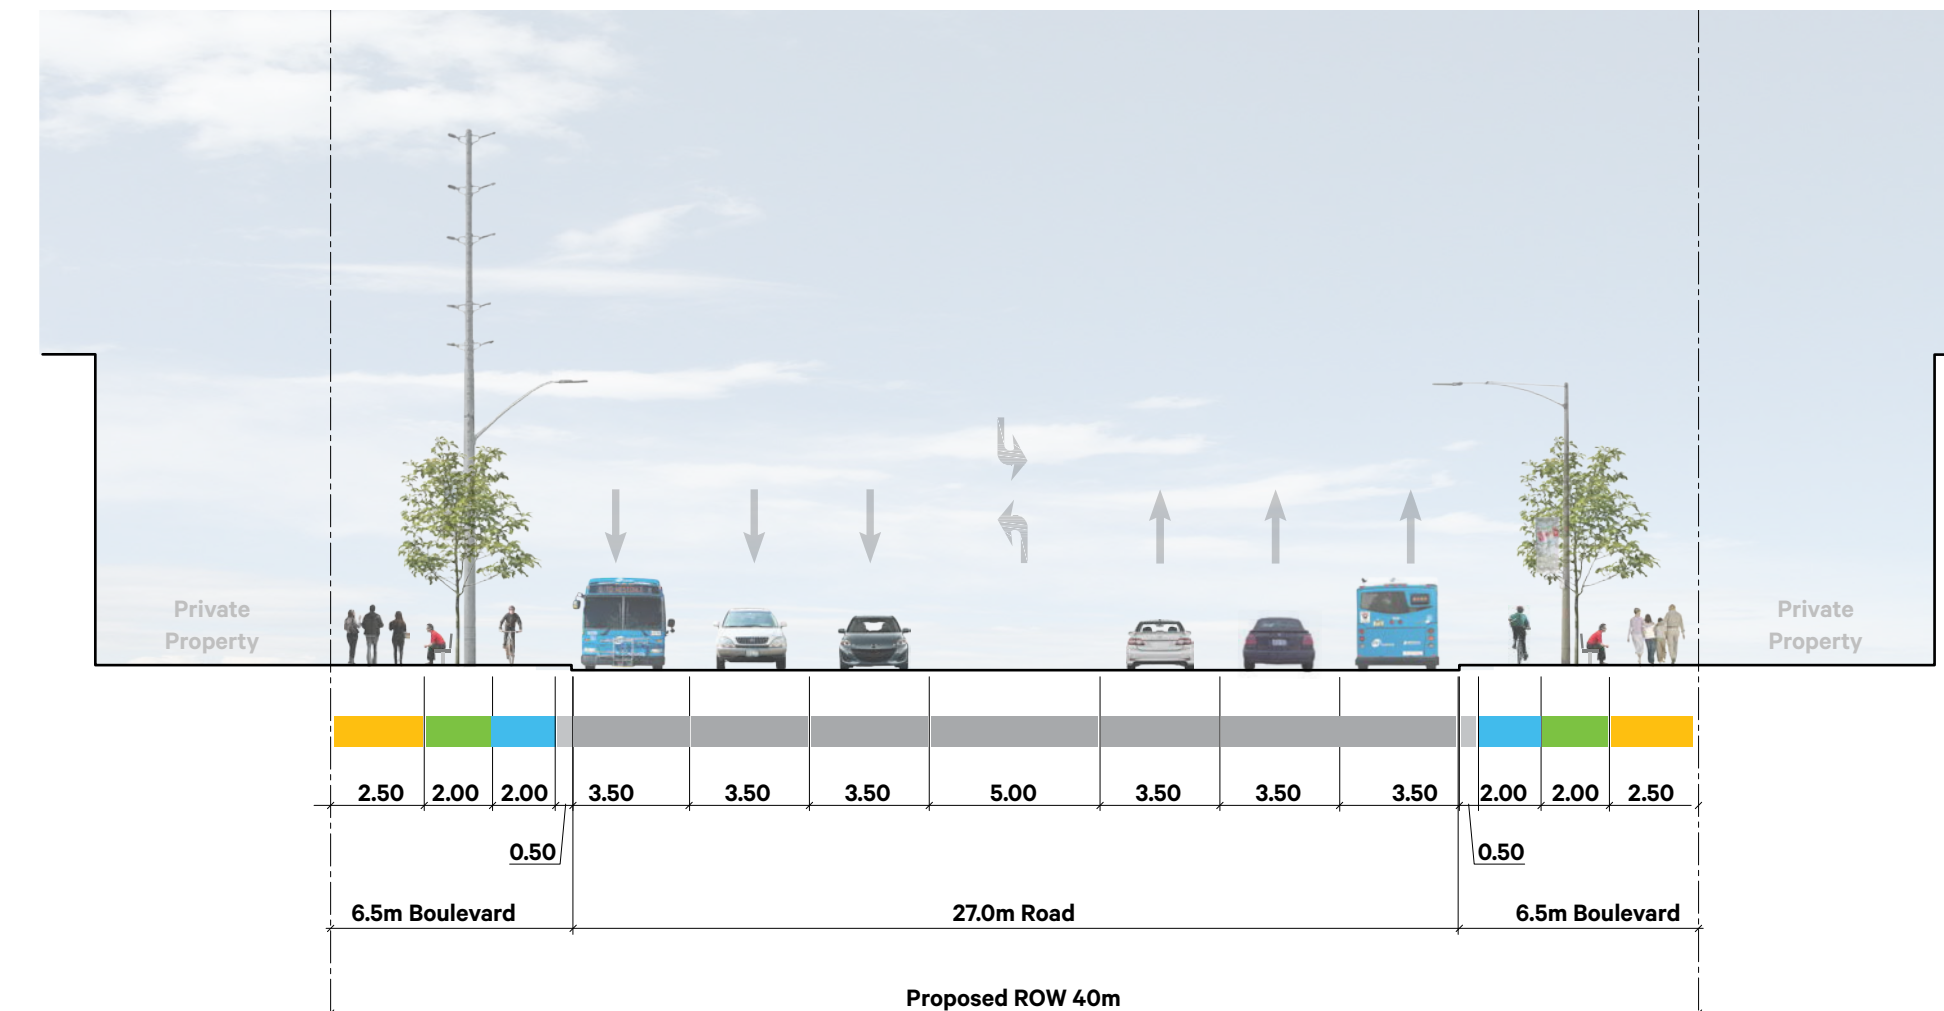 Private
Property
Private
Property
2.50 2.00 2.00 3.50 3.50 3.50 5.00 3.50 3.50 3.50 2.00 2.00 2.50
0.50 0.50
6.5m Boulevard 27.0m Road 6.5m Boulevard
Proposed ROW 40m